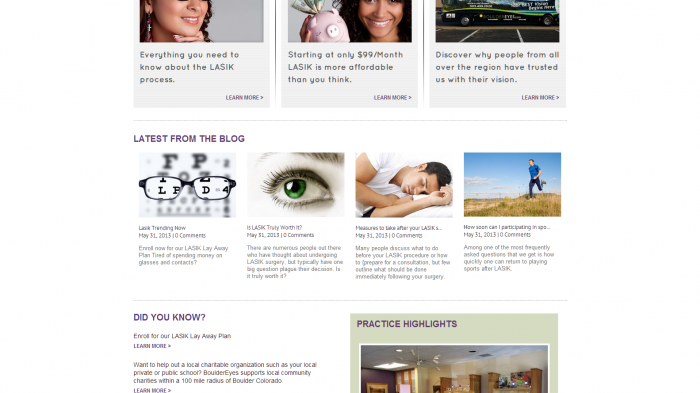 Everything you need to
know about the LASIK
process.
LEARN MORE >
Starting at only $99/Month
LASIK is more affordable
than you think.
LEARN MORE >
Discover why people from all
over the region have trusted
us with their vision.
LEARN MORE >
LATEST FROM THE BLOG
Lasik Trending Now
May 31, 2013 | 0 Comments
Enroll now for our LASIK Lay Away
Plan Tired of spending money on
glasses and contacts?
Is LASIK Truly Worth it?
May 31, 2013 | 0 Comments
There are numerous people out there
who have thought about undergoing
LASIK surgery, but typically have one
big question plague their decision. Is
it truly worth it?
Measures to take after your LASIK s...
May 31, 2013 | 0 Comments
Many people discuss what to do
before your LASIK procedure or how
to (prepare for a consultation, but few
outline what should be done
immediately following your surgery.
How soon can I participating in spo...
May 31, 2013 | 0 Comments
Among one of the most frequently
asked questions that we get is how
quickly one can return to playing
sports after LASIK.
DID YOU KNOW?
Enroll for our LASIK Lay Away Plan
LEARN MORE >
Want to help out a local charitable organization such as your local
private or public school? BoulderEyes supports local community
charities within a 100 mile radius of Boulder Colorado.
LEARN MORE >
PRACTICE HIGHLIGHTS